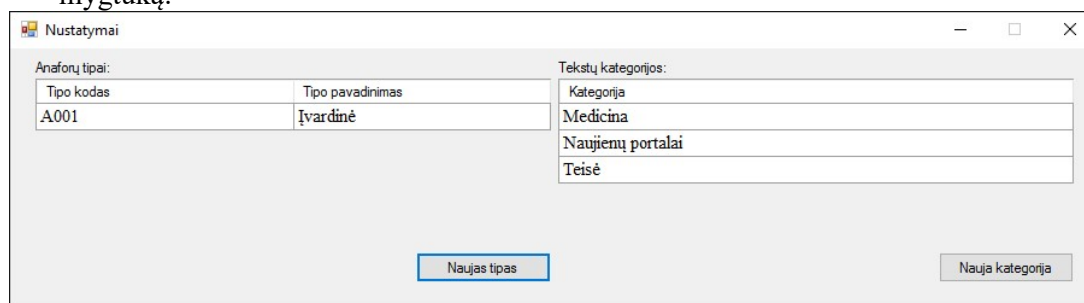 mygtuką.
Nustatymai
Anaforų tipai:
Tipo kodas Tipo pavadinimas
A001 Įvardinė
Tekstų kategorijos:
Kategorija
Medicina
Naujienų portalai
Teisė
Naujas tipas
Nauja kategorija